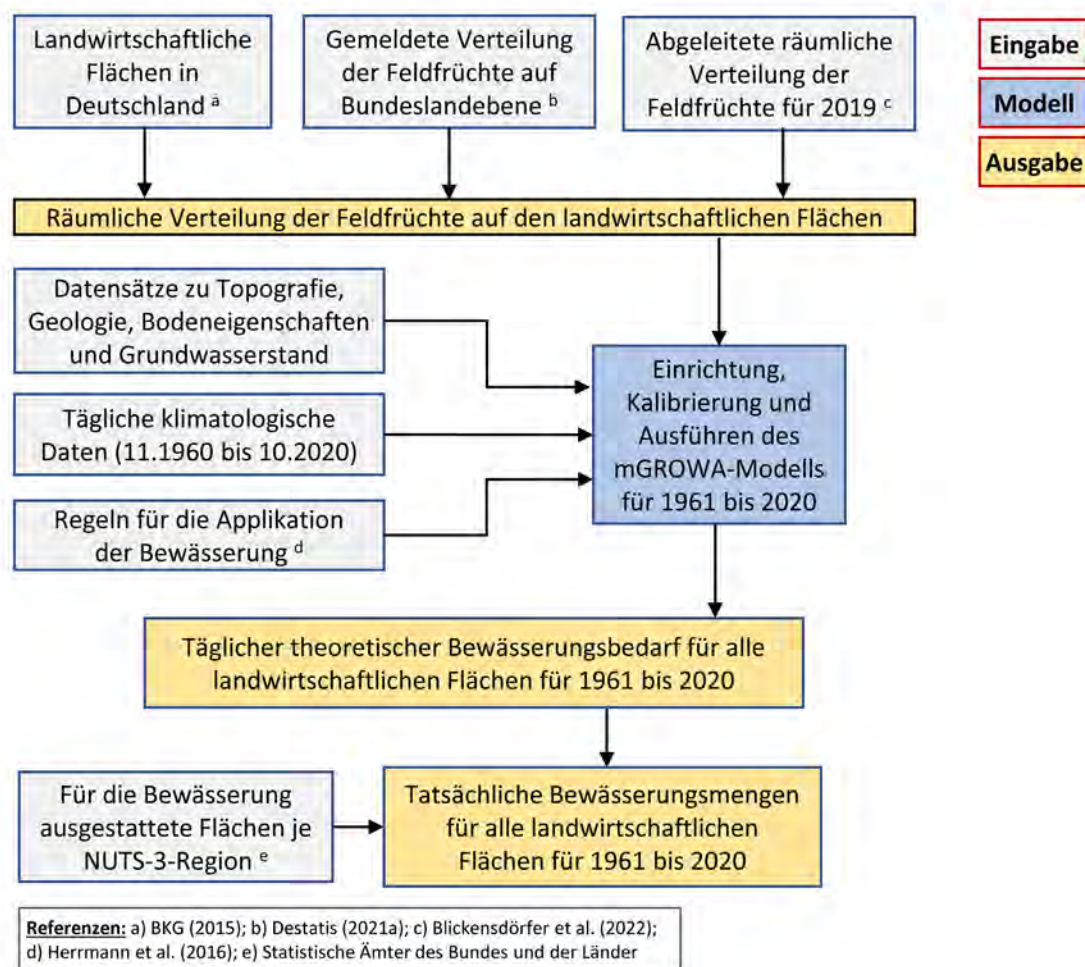 Landwirtschaftliche
Flächen in
Deutschland a
Gemeldete Verteilung
der Feldfrüchte auf
Bundeslandebene b
Abgeleitete räumliche
Verteilung der
Feldfrüchte für 2019 c
Eingabe
Modell
Ausgabe
Räumliche Verteilung der Feldfrüchte auf den landwirtschaftlichen Flächen
Datensätze zu Topografie,
Geologie, Bodeneigenschaften
und Grundwasserstand
Tägliche klimatologische
Daten (11.1960 bis 10.2020)
Regeln für die Applikation
der Bewässerung d
Einrichtung,
Kalibrierung und
Ausführen des
mGROWA-Modells
für 1961 bis 2020
Täglicher theoretischer Bewässerungsbedarf für alle
landwirtschaftlichen Flächen für 1961 bis 2020
Für die Bewässerung
ausgestattete Flächen je
NUTS-3-Region e
Tatsächliche Bewässerungsmengen
für alle landwirtschaftlichen
Flächen für 1961 bis 2020
Referenzen: a) BKG (2015); b) Destatis (2021a); c) Blickensdörfer et al. (2022);
d) Herrmann et al. (2016); e) Statistische Ämter des Bundes und der Länder